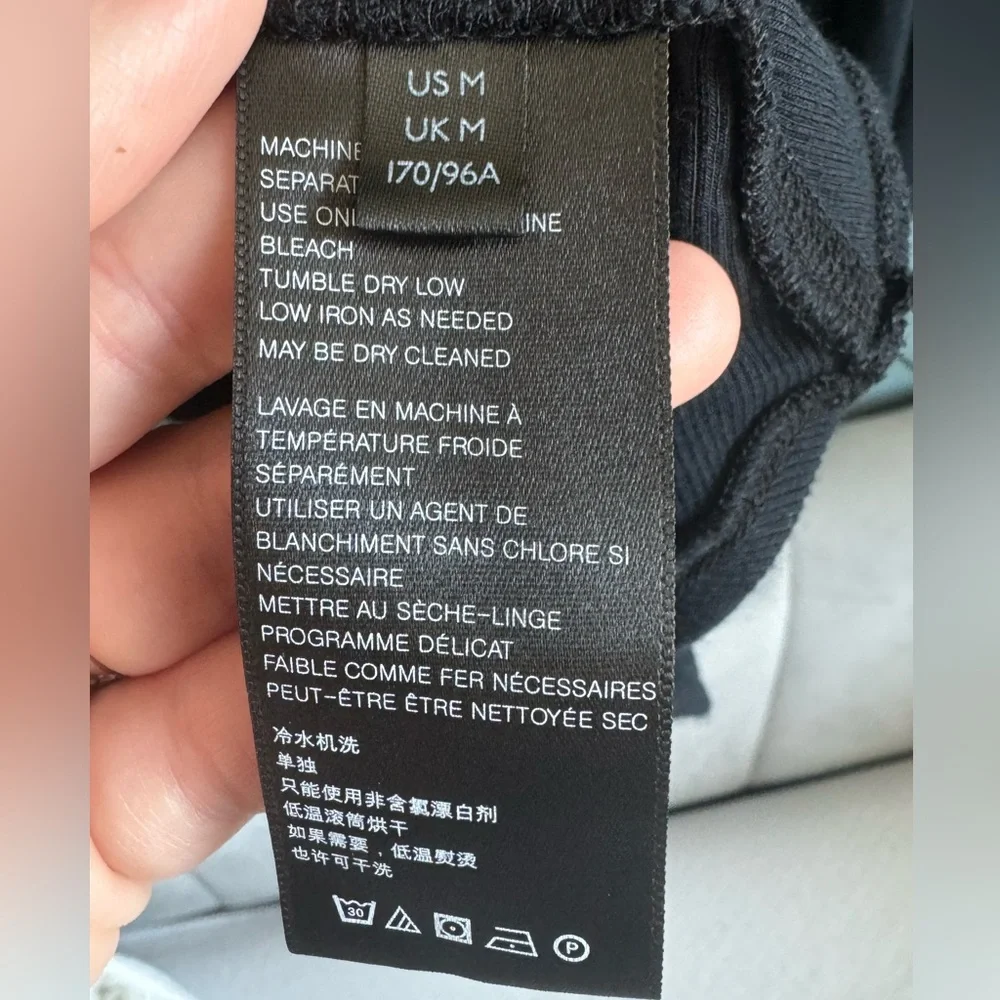 US M
UK M
170/96A
MACHINE
SEPARAT
USE ONL INE
BLEACH
TUMBLE DRY LOW
LOW IRON AS NEEDED
MAY BE DRY CLEANED
LAVAGE EN MACHINE À
TEMPÉRATURE FROIDE
SÉPARÉMENT
UTILISER UN AGENT DE
BLANCHIMENT SANS CHLORE SI
NÉCESSAIRE
METTRE AU SÈCHE-LINGE
PROGRAMME DÉLICAT
FAIBLE COMME FER NÉCESSAIRES
PEUT-ÊTRE ÊTRE NETTOYÉE SEC
冷水机洗
单独
只能使用非含氯漂白剂
低温滚筒烘干
如果需要，低温熨烫
也许可干洗
30 P